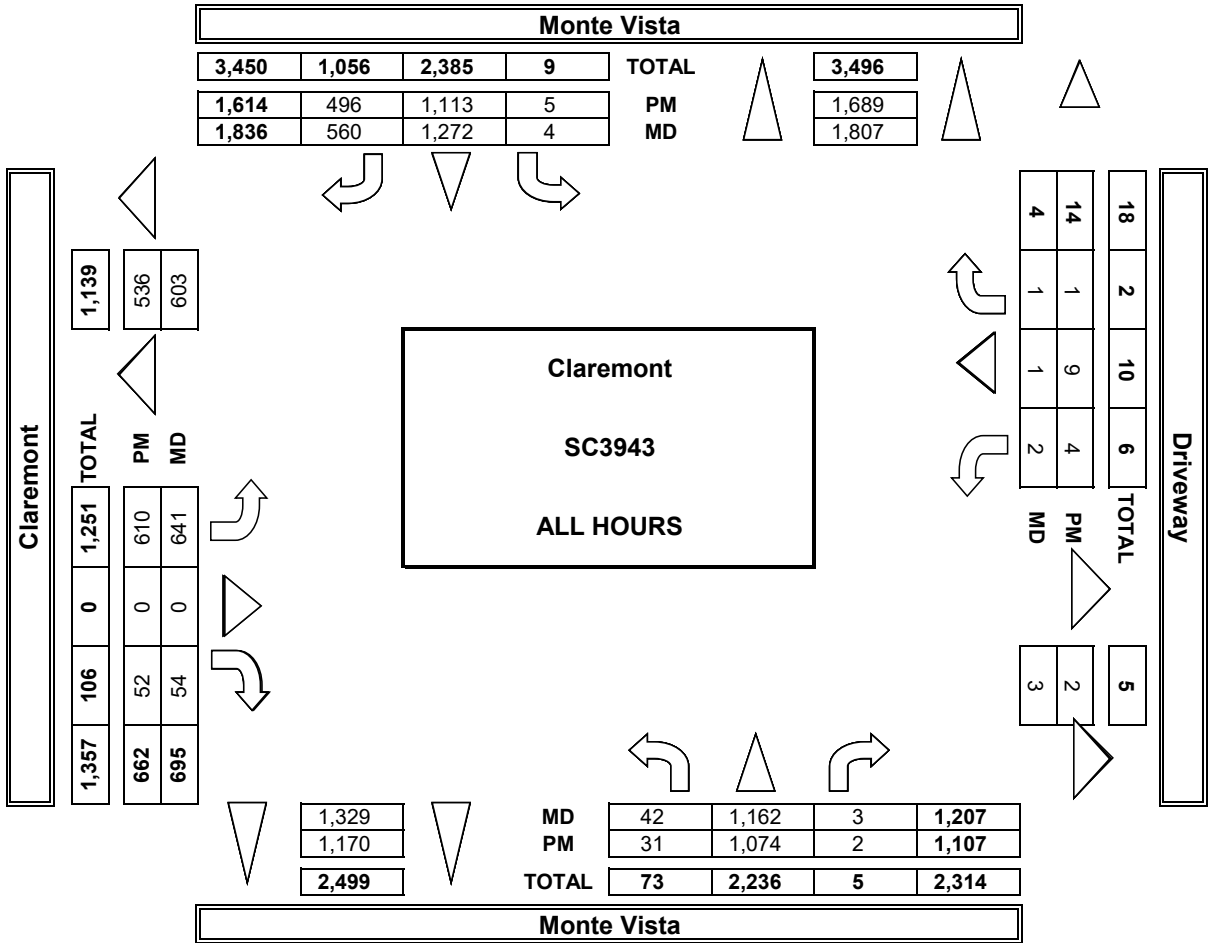 Monte Vista
3,450 1,056 2,385 9 TOTAL 3,496
1,614 496 1,113 5 PM 1,689
1,836 560 1,272 4 MD 1,807
Claremont
1,139
536
603
TOTAL
PM
MD
1,251 0 106 1,357
610 0 52 662
641 0 54 695
Claremont
SC3943
ALL HOURS
18 2 10 6 TOTAL
14 1 9 4 PM
4 1 1 2 MD
5
2
3
Driveway
1,329 MD 42 1,162 3 1,207
1,170 PM 31 1,074 2 1,107
2,499 TOTAL 73 2,236 5 2,314
Monte Vista